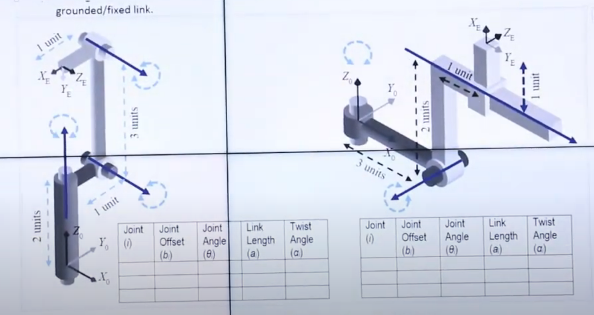 grounded/fixed link.
1 unit
X_E
Z_E
Y_E
3 units
1 unit
2 units
Z_0
Y_0
X_0
Joint (i) Joint Offset (b) Joint Angle (θ) Link Length (a) Twist Angle (α)
X_E
Z_E
Y_E
1 unit
1 unit
Z_0
Y_0
2 units
X_0
3 units
Joint (i) Joint Offset (b) Joint Angle (θ) Link Length (a) Twist Angle (α)